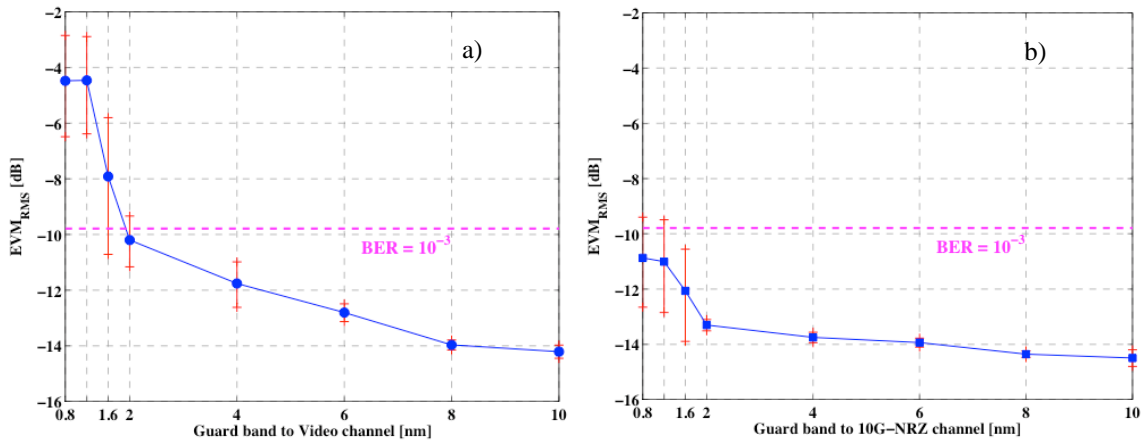 a)
−2
−4
−6
−8
−10
−12
−14
−16
EVM_RMS [dB]
BER = 10^−3
0.8 1.6 2 4 6 8 10
Guard band to Video channel [nm]
b)
−2
−4
−6
−8
−10
−12
−14
−16
EVM_RMS [dB]
BER = 10^−3
0.8 1.6 2 4 6 8 10
Guard band to 10G−NRZ channel [nm]